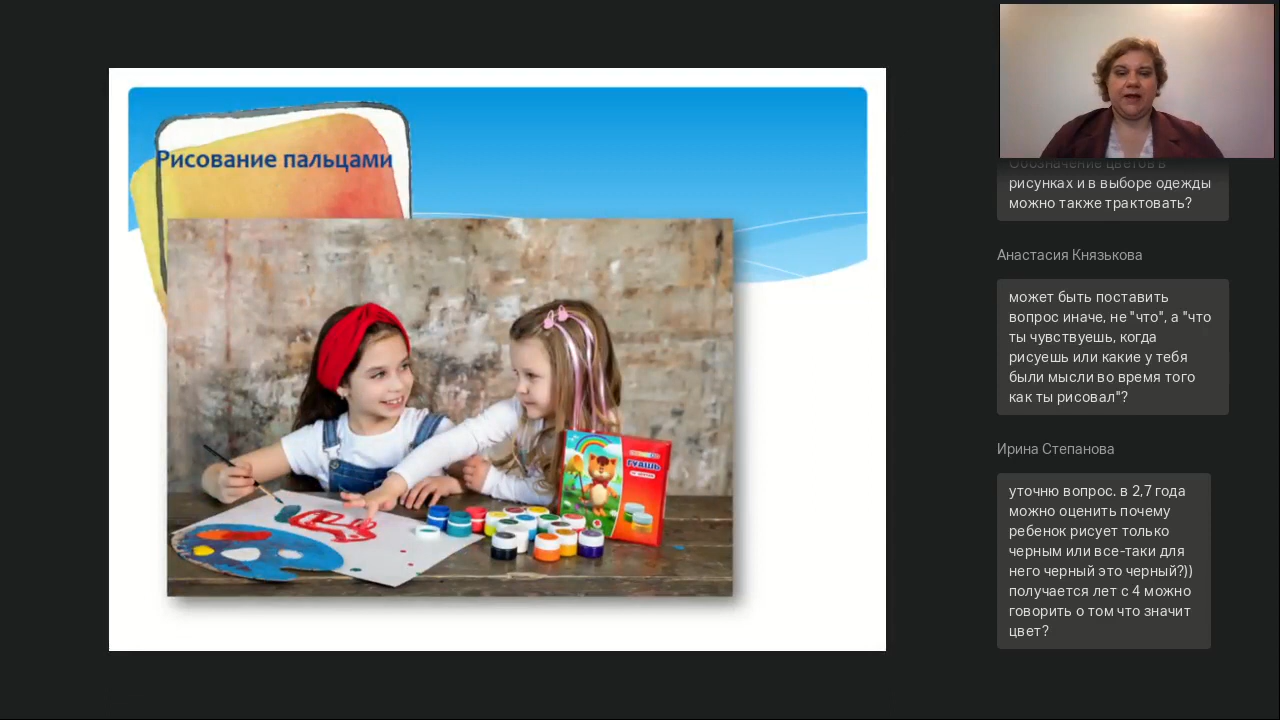 Рисование пальцами
ГУАШЬ
Обозначение цветов в
рисунках и в выборе одежды
можно также трактовать?
Анастасия Князькова
может быть поставить
вопрос иначе, не "что", а "что
ты чувствуешь, когда
рисуешь или какие у тебя
были мысли во время того
как ты рисовал"?
Ирина Степанова
уточню вопрос. в 2,7 года
можно оценить почему
ребенок рисует только
черным или все-таки для
него черный это черный?))
получается лет с 4 можно
говорить о том что значит
цвет?